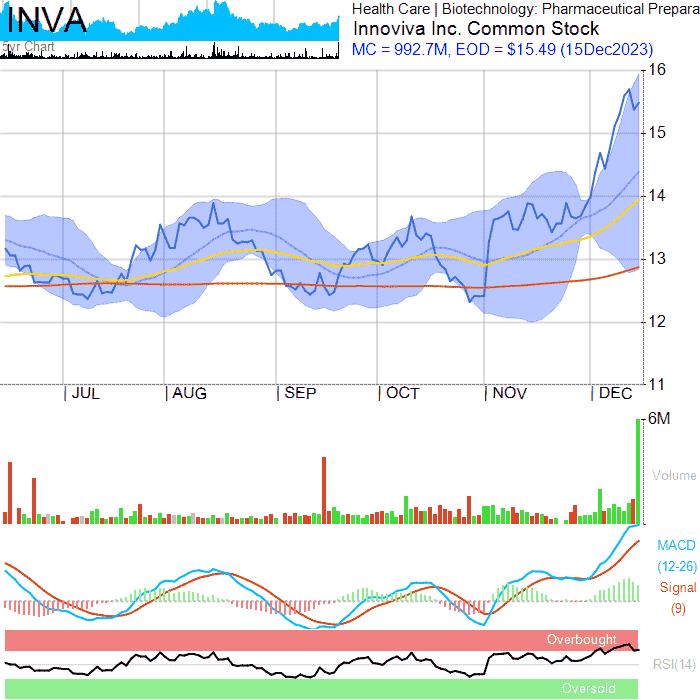 INVA
5yr Chart
Health Care | Biotechnology: Pharmaceutical Prepara
Innoviva Inc. Common Stock
MC = 992.7M, EOD = $15.49 (15Dec2023)
16
15
14
13
12
11
| JUL | AUG | SEP | OCT | NOV | DEC
6M
Volume
MACD
(12-26)
Signal
(9)
Overbought
RSI(14)
Oversold